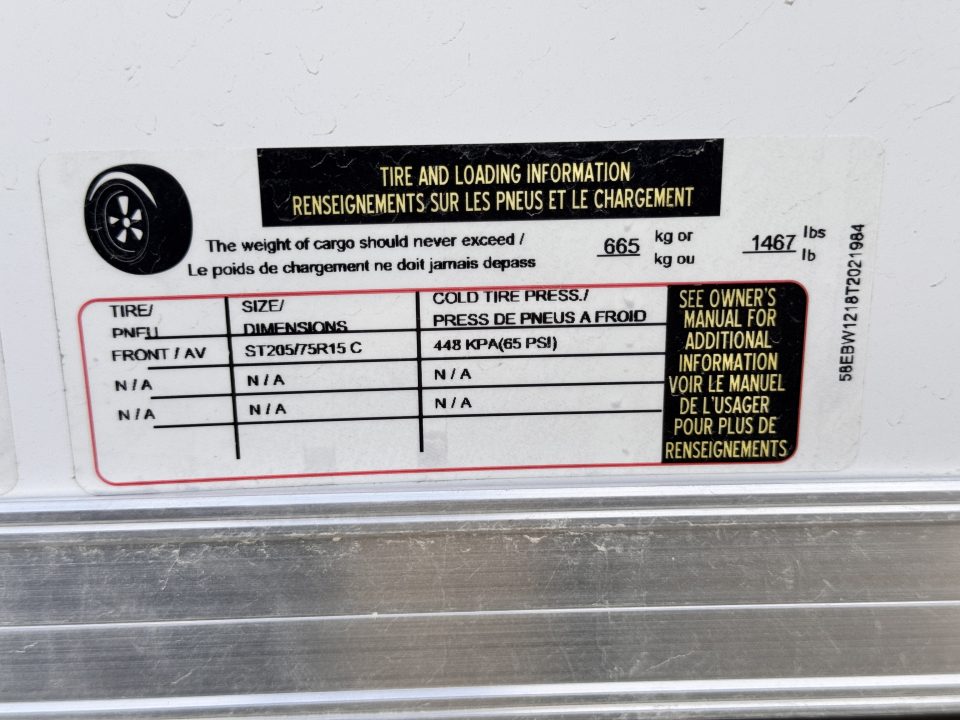 TIRE AND LOADING INFORMATION
RENSEIGNEMENTS SUR LES PNEUS ET LE CHARGEMENT
The weight of cargo should never exceed / 665 kg or 1467 lbs
Le poids de chargement ne doit jamais depass kg ou lb
TIRE/ SIZE/ COLD TIRE PRESS./
PNEU DIMENSIONS PRESS DE PNEUS A FROID
FRONT / AV ST205/75R15 C 448 KPA(65 PSI)
N / A N / A N / A
N / A N / A N / A
SEE OWNER'S
MANUAL FOR
ADDITIONAL
INFORMATION
VOIR LE MANUEL
DE L'USAGER
POUR PLUS DE
RENSEIGNEMENTS
58EBW1218T2021984